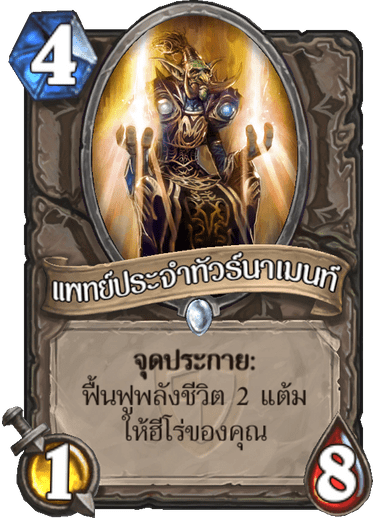 4
แพทย์ประจำทัวร์นาเมนท์
จุดประกาย:
ฟื้นฟูพลังชีวิต 2 แต้ม
ให้ฮีโร่ของคุณ
1
8